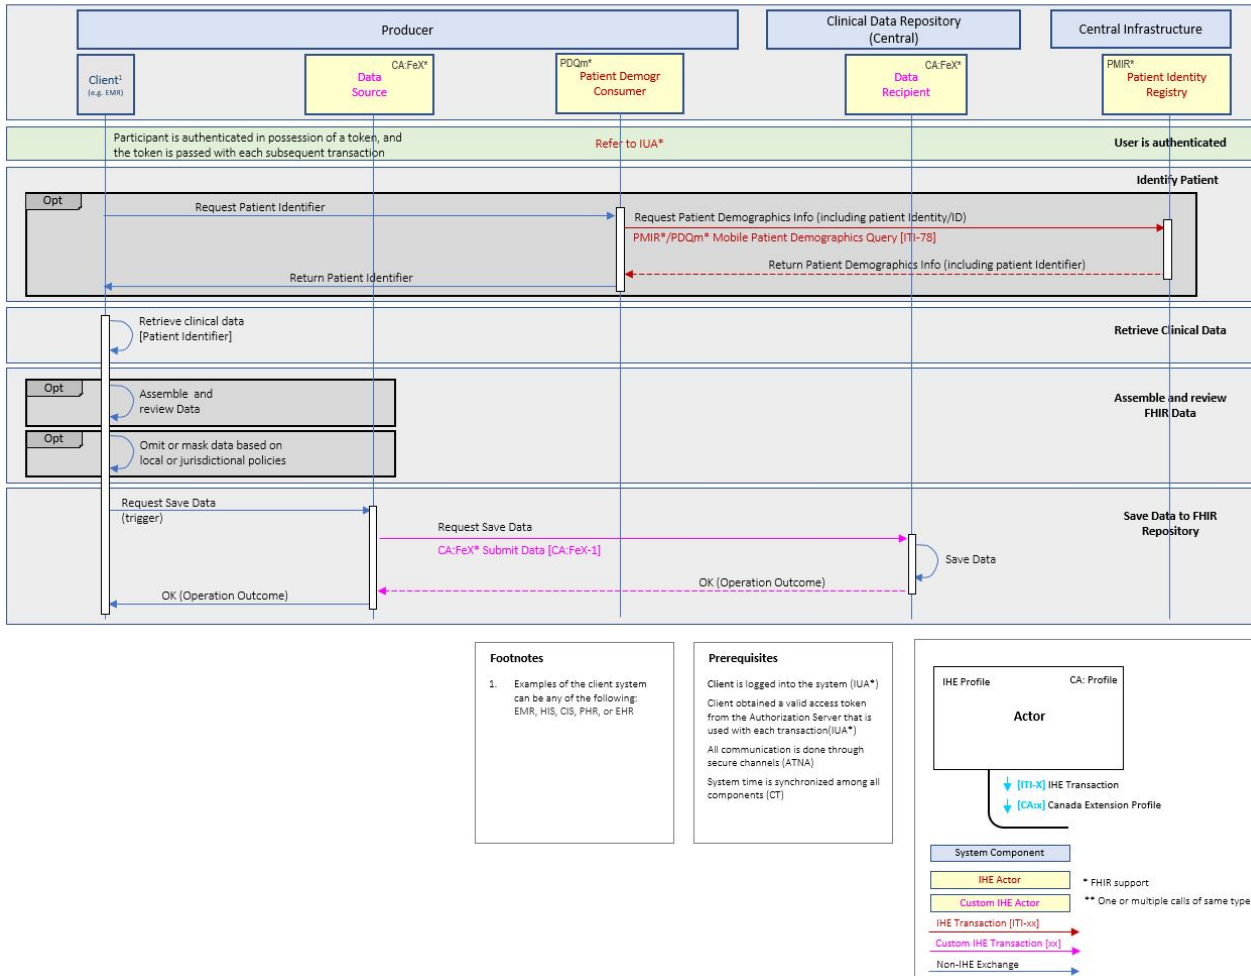 Producer
Clinical Data Repository
(Central)
Central Infrastructure
Client¹
(e.g. EMR)
CA:FeX*
Data
Source
PDQm*
Patient Demogr
Consumer
CA:FeX*
Data
Recipient
PMIR*
Patient Identity
Registry
Participant is authenticated in possession of a token, and
the token is passed with each subsequent transaction
Refer to IUA*
User is authenticated
Identify Patient
Opt
Request Patient Identifier
Request Patient Demographics Info (including patient Identity/ID)
PMIR*/PDQm* Mobile Patient Demographics Query [ITI-78]
Return Patient Demographics Info (including patient Identifier)
Return Patient Identifier
Retrieve clinical data
[Patient Identifier]
Retrieve Clinical Data
Opt
Assemble and
review Data
Assemble and review
FHIR Data
Opt
Omit or mask data based on
local or jurisdictional policies
Request Save Data
(trigger)
Save Data to FHIR
Repository
Request Save Data
CA:FeX* Submit Data [CA:FeX-1]
Save Data
OK (Operation Outcome)
OK (Operation Outcome)
Footnotes
1. Examples of the client system
can be any of the following:
EMR, HIS, CIS, PHR, or EHR
Prerequisites
Client is logged into the system (IUA*)
Client obtained a valid access token
from the Authorization Server that is
used with each transaction(IUA*)
All communication is done through
secure channels (ATNA)
System time is synchronized among all
components (CT)
IHE Profile
CA: Profile
Actor
[ITI-X] IHE Transaction
[CA:x] Canada Extension Profile
System Component
IHE Actor
* FHIR support
Custom IHE Actor
** One or multiple calls of same type
IHE Transaction [ITI-xx]
Custom IHE Transaction [xx]
Non-IHE Exchange